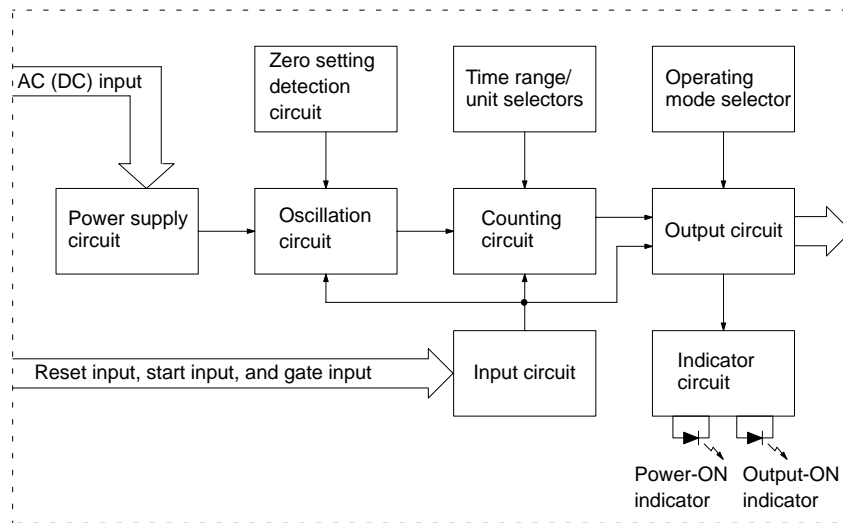 AC (DC) input
Zero setting
detection
circuit
Time range/
unit selectors
Operating
mode selector
Power supply
circuit
Oscillation
circuit
Counting
circuit
Output circuit
Reset input, start input, and gate input
Input circuit
Indicator
circuit
Power-ON
indicator
Output-ON
indicator